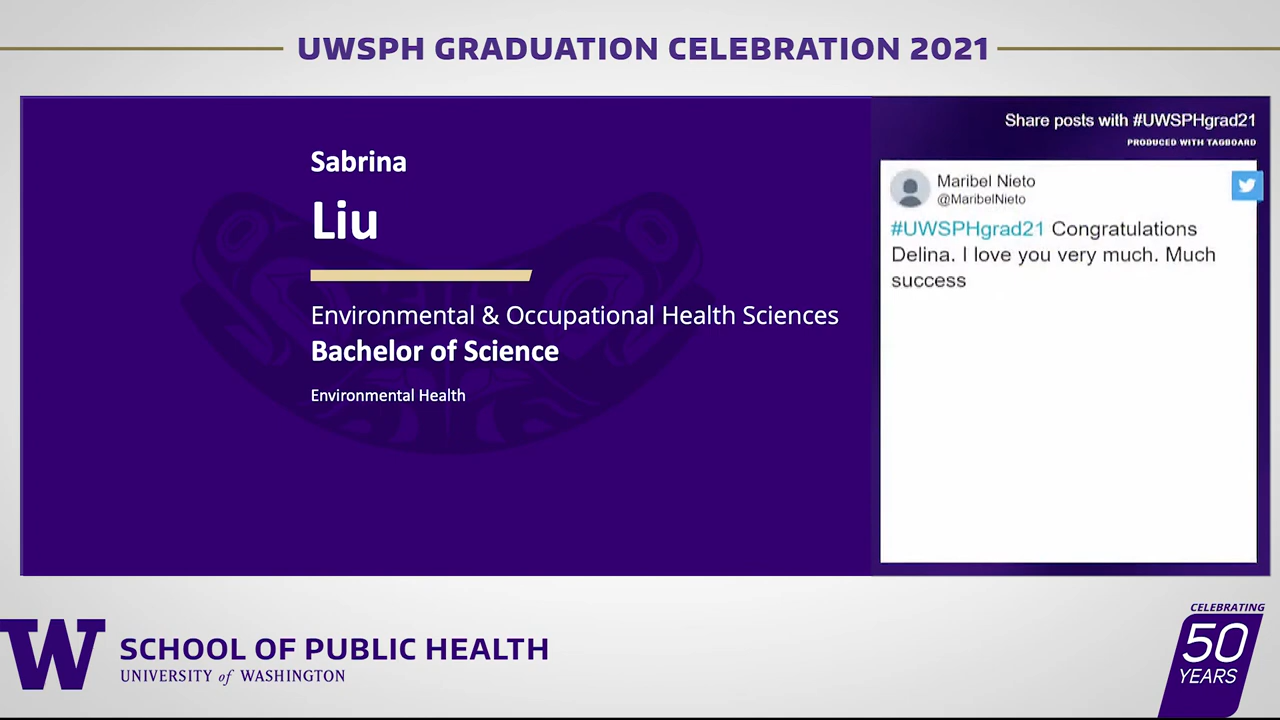 UWSPH GRADUATION CELEBRATION 2021
Sabrina
Liu
Environmental & Occupational Health Sciences
Bachelor of Science
Environmental Health
Share posts with #UWSPHgrad21
PRODUCED WITH TAGBOARD
Maribel Nieto
@MaribelNieto
#UWSPHgrad21 Congratulations
Delina. I love you very much. Much
success
W
SCHOOL OF PUBLIC HEALTH
UNIVERSITY of WASHINGTON
CELEBRATING
50
YEARS